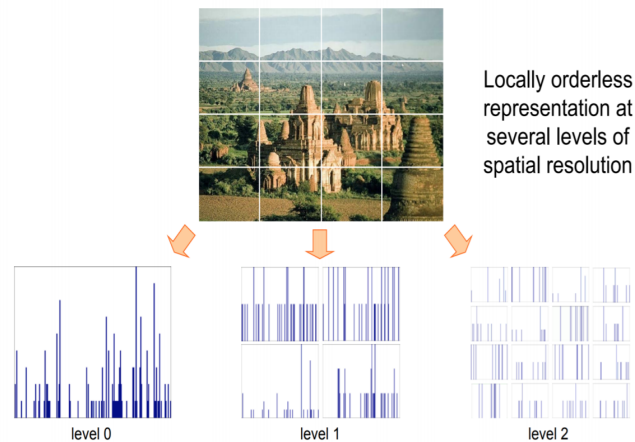 Locally orderless
representation at
several levels of
spatial resolution
level 0
level 1
level 2